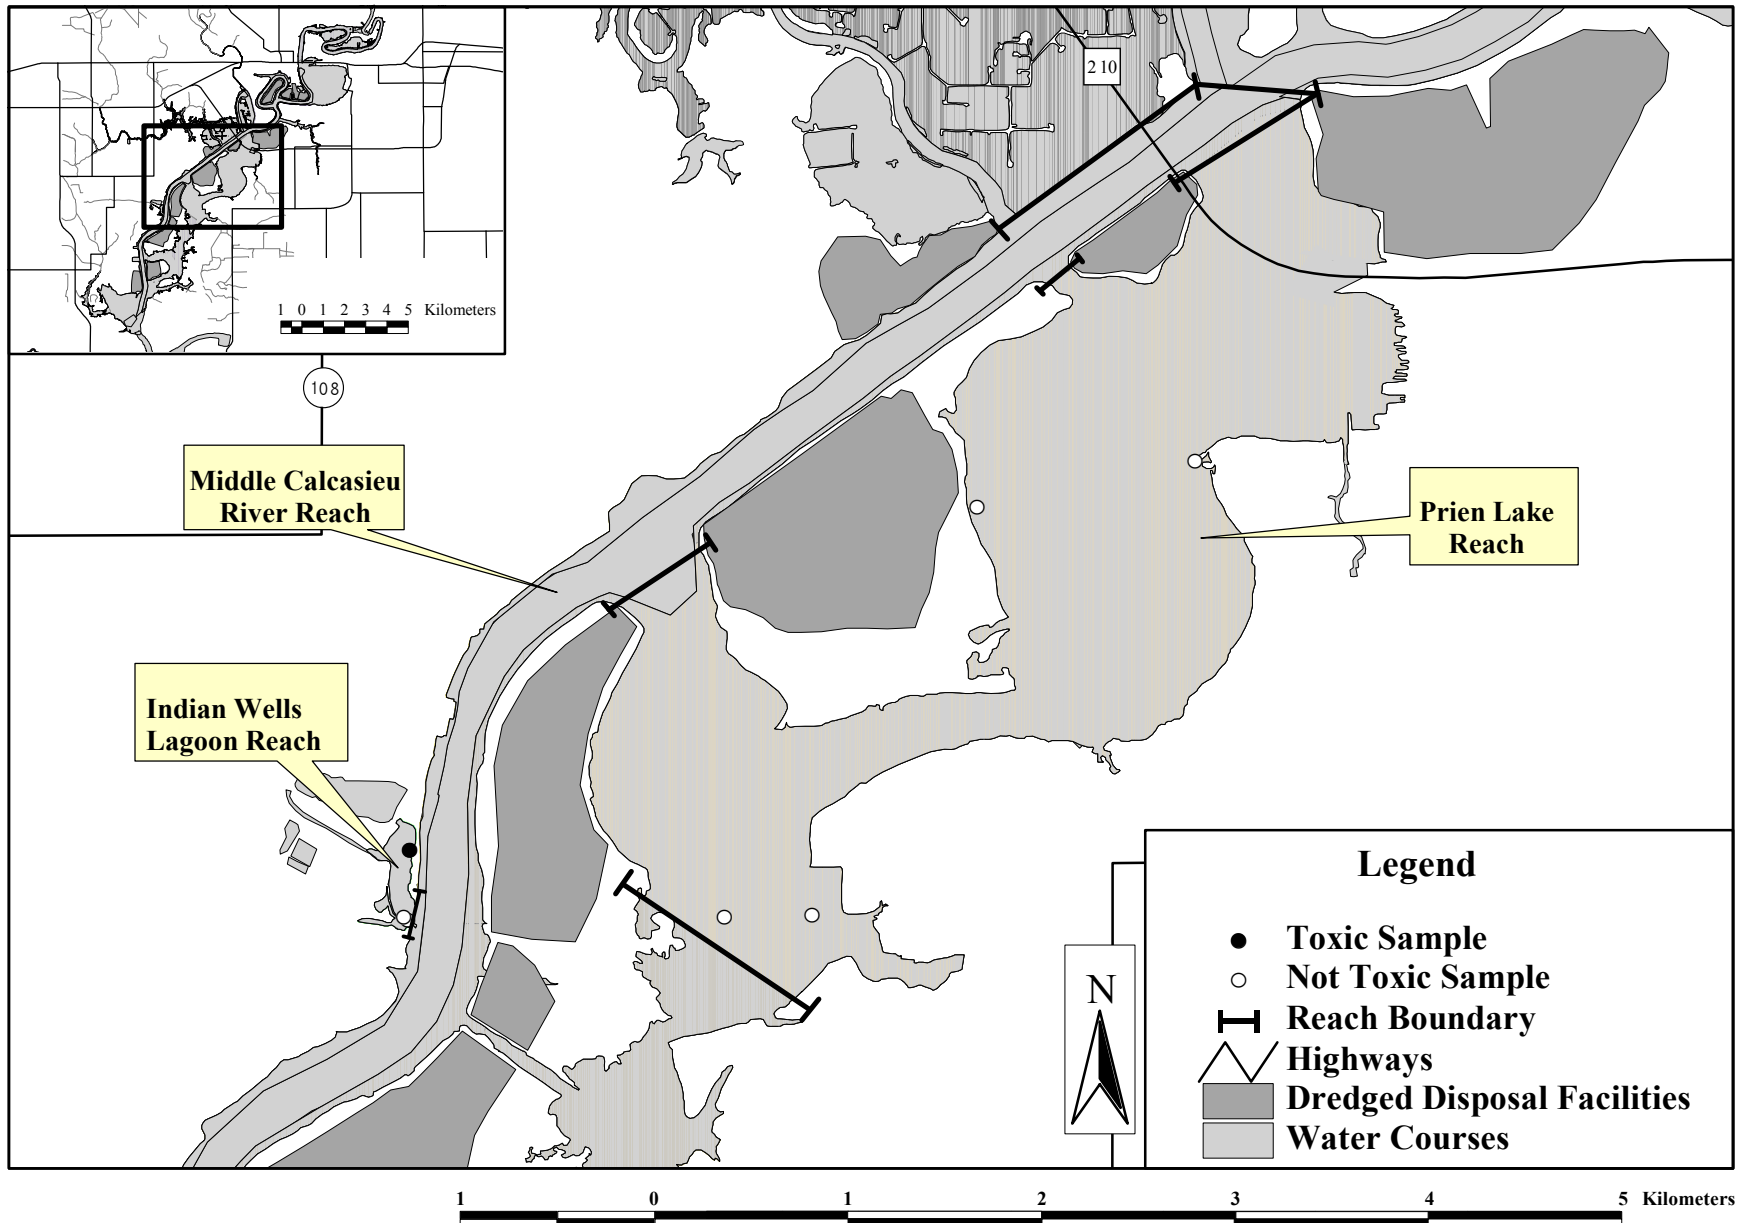 210
1 0 1 2 3 4 5 Kilometers
108
Middle Calcasieu
River Reach
Prien Lake
Reach
Indian Wells
Lagoon Reach
Legend
Toxic Sample
Not Toxic Sample
N
Reach Boundary
Highways
Dredged Disposal Facilities
Water Courses
1 0 1 2 3 4 5 Kilometers